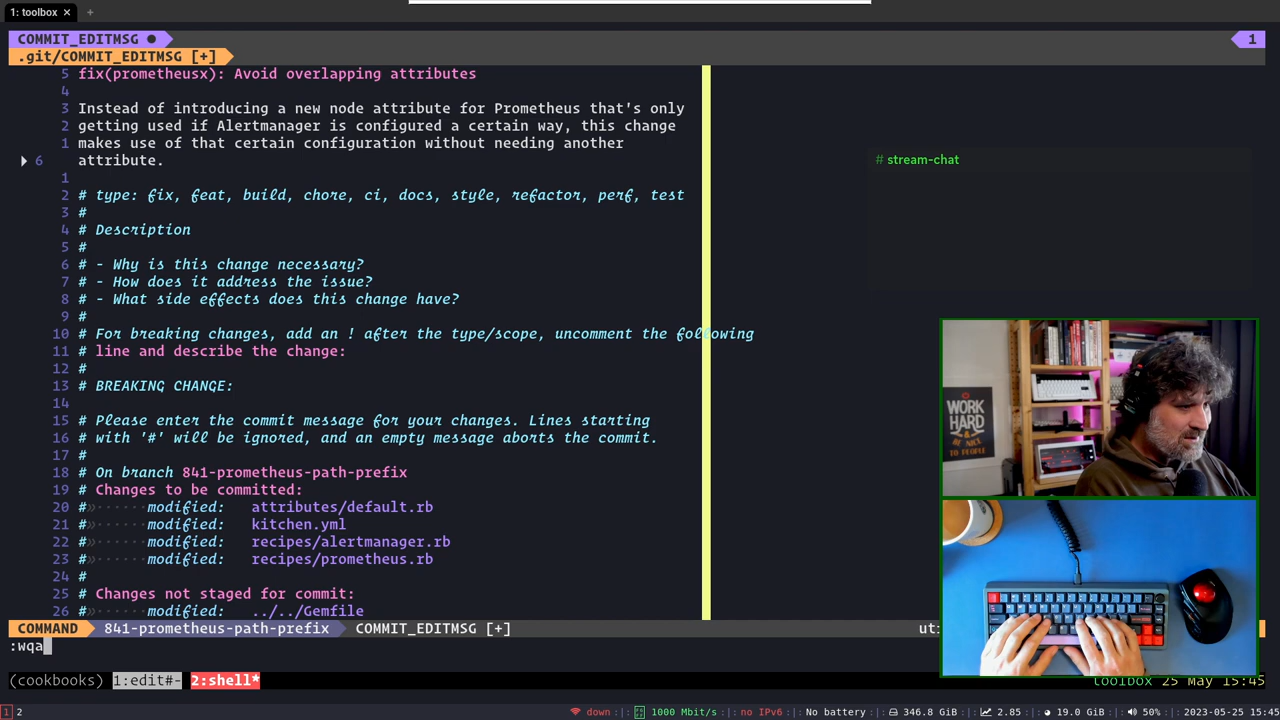 1: toolbox ✕ +
COMMIT_EDITMSG ●
1
.git/COMMIT_EDITMSG [+]
5 fix(prometheusx): Avoid overlapping attributes
4
3 Instead of introducing a new node attribute for Prometheus that's only
2 getting used if Alertmanager is configured a certain way, this change
1 makes use of that certain configuration without needing another
6 attribute.
1
2 # type: fix, feat, build, chore, ci, docs, style, refactor, perf, test
3 #
4 # Description
5 #
6 # - Why is this change necessary?
7 # - How does it address the issue?
8 # - What side effects does this change have?
9 #
10 # For breaking changes, add an ! after the type/scope, uncomment the following
11 # line and describe the change:
12 #
13 # BREAKING CHANGE:
14
15 # Please enter the commit message for your changes. Lines starting
16 # with '#' will be ignored, and an empty message aborts the commit.
17 #
18 # On branch 841-prometheus-path-prefix
19 # Changes to be committed:
20 #»······modified:   attributes/default.rb
21 #»······modified:   kitchen.yml
22 #»······modified:   recipes/alertmanager.rb
23 #»······modified:   recipes/prometheus.rb
24 #
25 # Changes not staged for commit:
26 #»······modified:   ../../Gemfile
# stream-chat
WORK
HARD
& BE NICE
TO PEOPLE
COMMAND 841-prometheus-path-prefix COMMIT_EDITMSG [+] ut
:wqa
(cookbooks) 1:edit#- 2:shell* toolbox 25 May 15:45
1 2 down :|: 1000 Mbit/s :|: no IPv6 :|: No battery :|: 346.8 GiB :|: 2.85 :|: 19.0 GiB :|: 50% :|: 2023-05-25 15:45